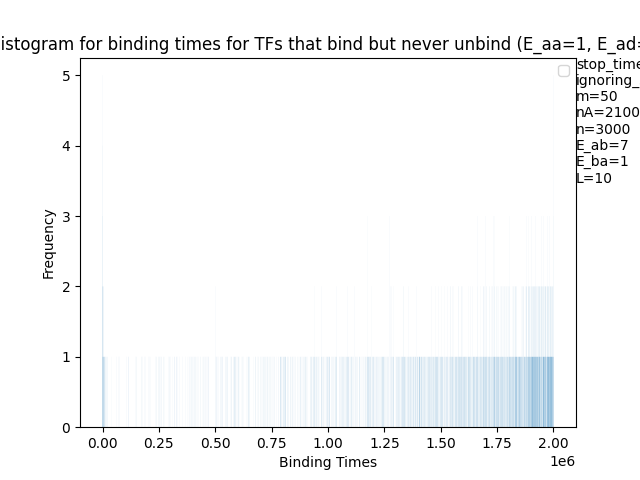 istogram for binding times for TFs that bind but never unbind (E_aa=1, E_ad=
stop_time
ignoring_
m=50
nA=2100
n=3000
E_ab=7
E_ba=1
L=10
Frequency
5
4
3
2
1
0
0.00 0.25 0.50 0.75 1.00 1.25 1.50 1.75 2.00
1e6
Binding Times